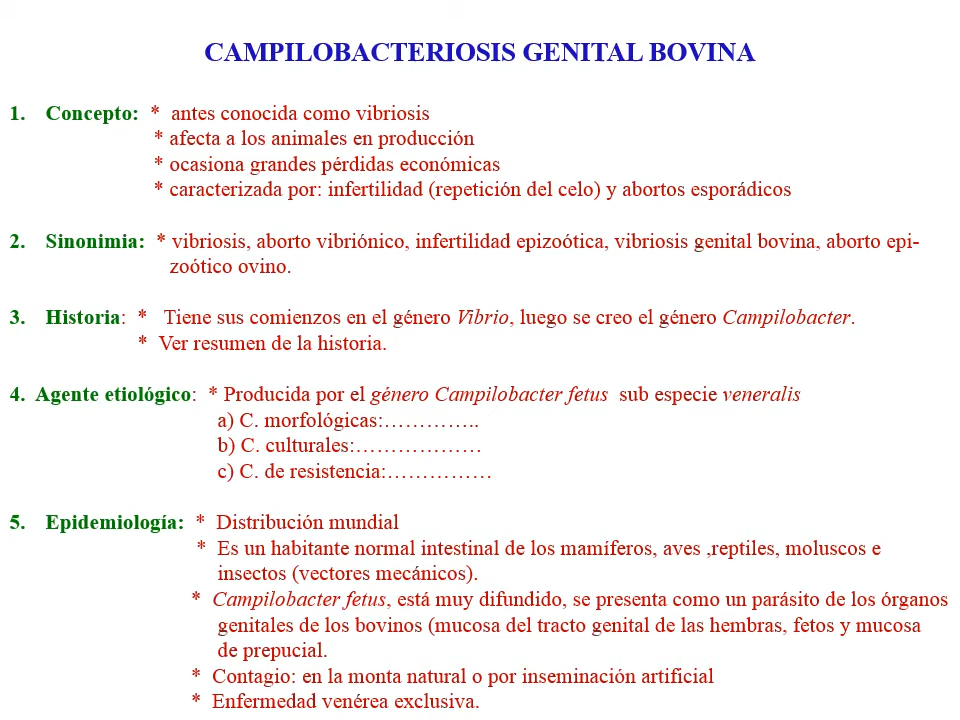 CAMPILOBACTERIOSIS GENITAL BOVINA
1. Concepto: * antes conocida como vibriosis
* afecta a los animales en producción
* ocasiona grandes pérdidas económicas
* caracterizada por: infertilidad (repetición del celo) y abortos esporádicos
2. Sinonimia: * vibriosis, aborto vibriónico, infertilidad epizoótica, vibriosis genital bovina, aborto epi-
zoótico ovino.
3. Historia: * Tiene sus comienzos en el género Vibrio, luego se creo el género Campilobacter.
* Ver resumen de la historia.
4. Agente etiológico: * Producida por el género Campilobacter fetus sub especie veneralis
a) C. morfológicas:…………..
b) C. culturales:………………
c) C. de resistencia:……………
5. Epidemiología: * Distribución mundial
* Es un habitante normal intestinal de los mamíferos, aves ,reptiles, moluscos e
insectos (vectores mecánicos).
* Campilobacter fetus, está muy difundido, se presenta como un parásito de los órganos
genitales de los bovinos (mucosa del tracto genital de las hembras, fetos y mucosa
de prepucial.
* Contagio: en la monta natural o por inseminación artificial
* Enfermedad venérea exclusiva.